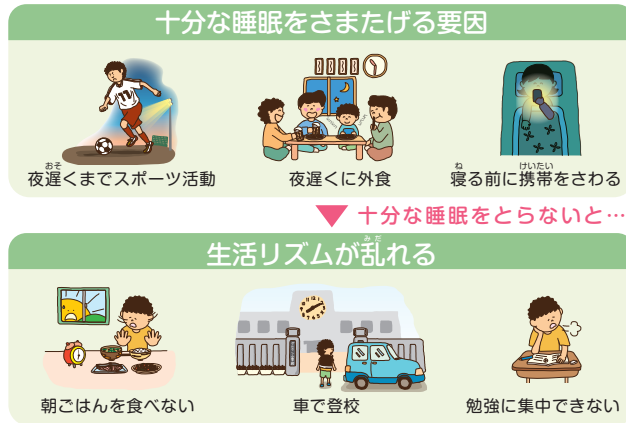 十分な睡眠をさまたげる要因
夜遅くまでスポーツ活動
おそ
夜遅くに外食
寝る前に携帯をさわる
ね
けいたい
十分な睡眠をとらないと…
生活リズムが乱れる
みだ
朝ごはんを食べない
車で登校
勉強に集中できない